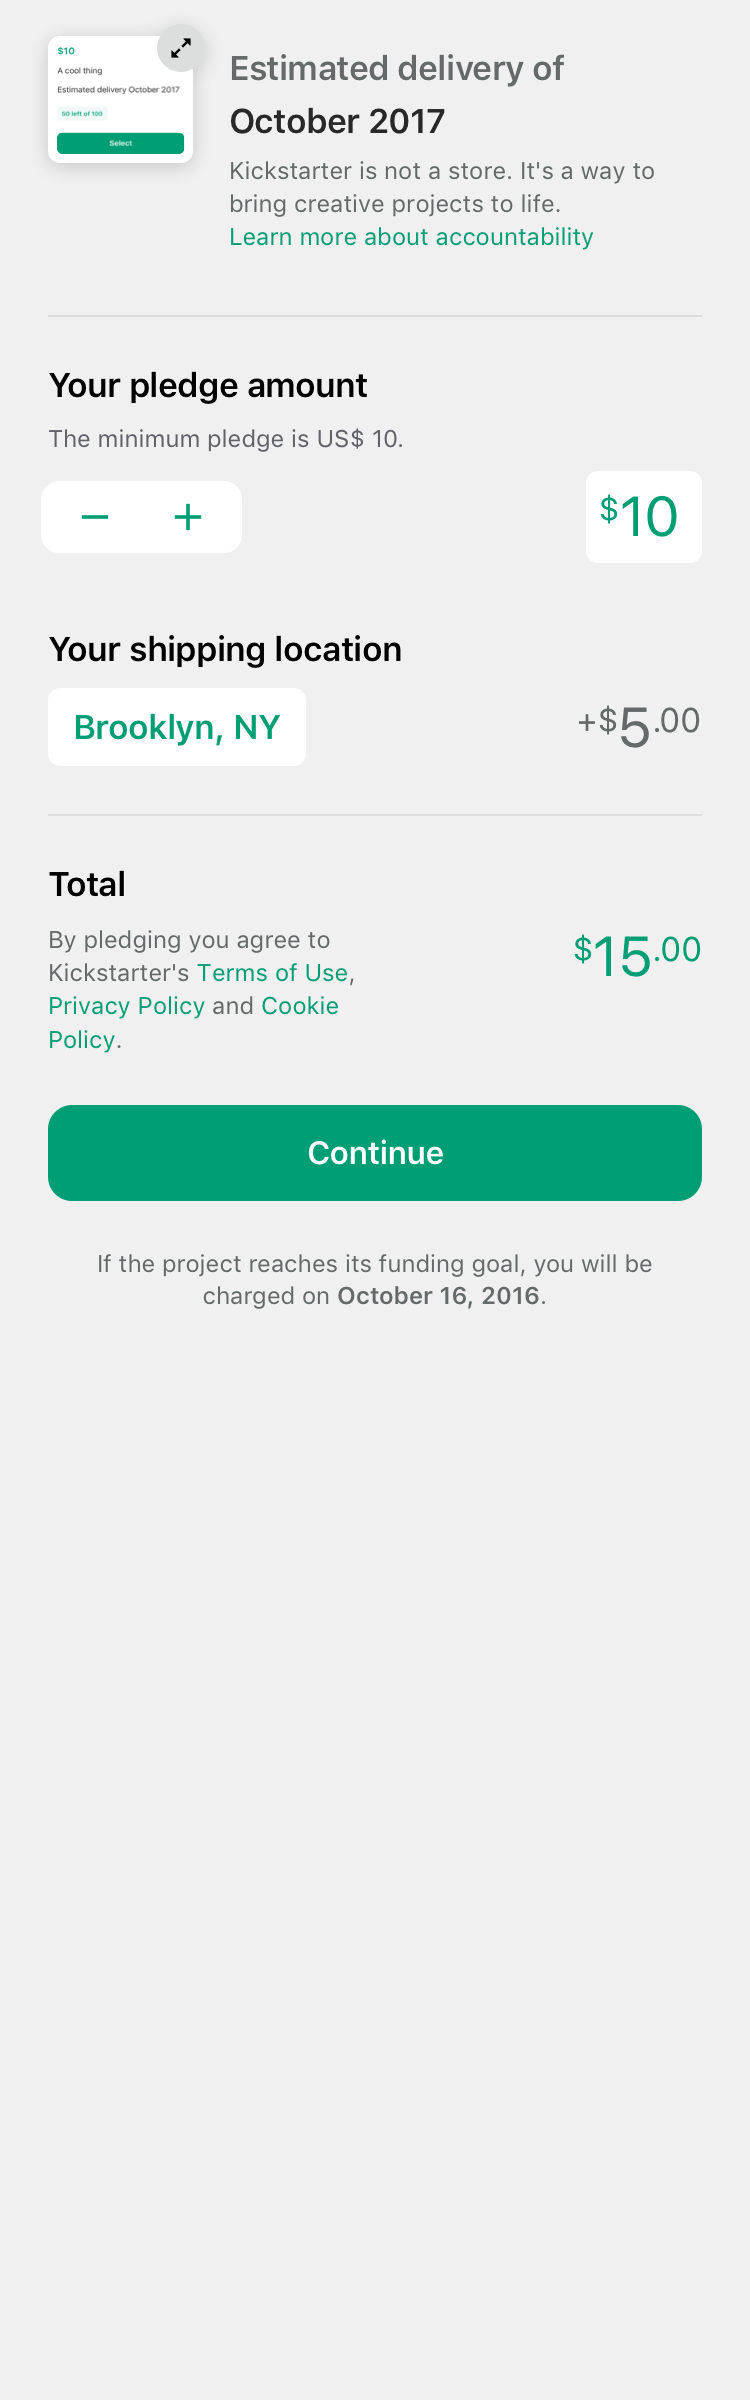 $10
A cool thing
Estimated delivery October 2017
50 left of 100
Select
Estimated delivery of
October 2017
Kickstarter is not a store. It's a way to
bring creative projects to life.
Learn more about accountability
Your pledge amount
The minimum pledge is US$ 10.
− +
$10
Your shipping location
Brooklyn, NY
+$5.00
Total
By pledging you agree to
Kickstarter's Terms of Use,
Privacy Policy and Cookie
Policy.
$15.00
Continue
If the project reaches its funding goal, you will be
charged on October 16, 2016.